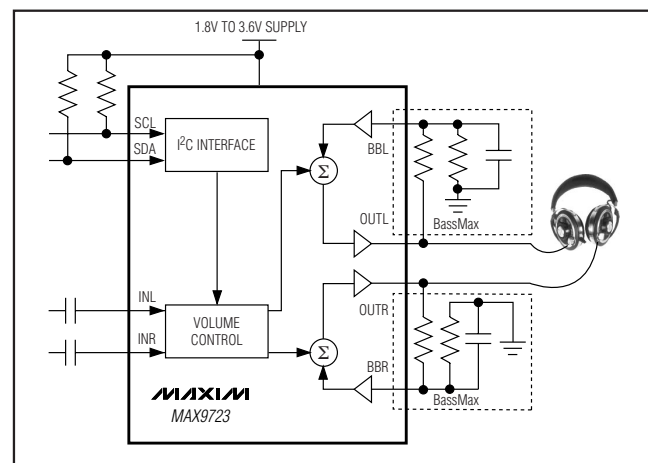 1.8V TO 3.6V SUPPLY
SCL
SDA
I²C INTERFACE
BBL
Σ
OUTL
BassMax
INL
INR
VOLUME
CONTROL
OUTR
Σ
BBR
BassMax
MAXIM
MAX9723